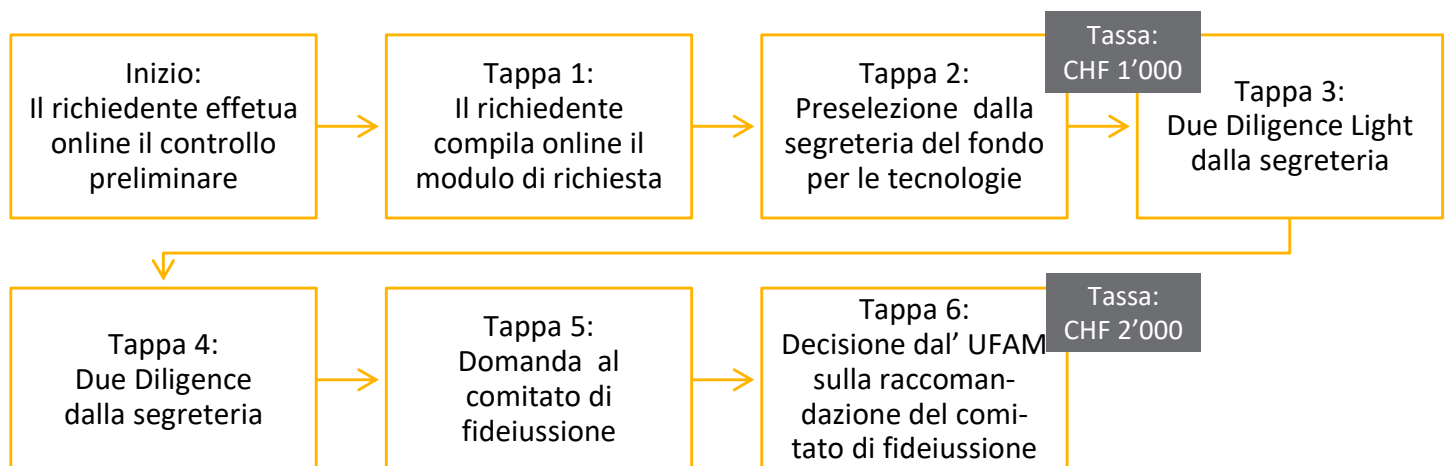 Inizio:
Il richiedente effetua
online il controllo
preliminare
Tappa 1:
Il richiedente
compila online il
modulo di richiesta
Tappa 2:
Preselezione dalla
segreteria del fondo
per le tecnologie
Tassa:
CHF 1’000
Tappa 3:
Due Diligence Light
dalla segreteria
Tappa 4:
Due Diligence
dalla segreteria
Tappa 5:
Domanda al
comitato di
fideiussione
Tappa 6:
Decisione dal’ UFAM
sulla raccoman-
dazione del comi-
tato di fideiussione
Tassa:
CHF 2’000